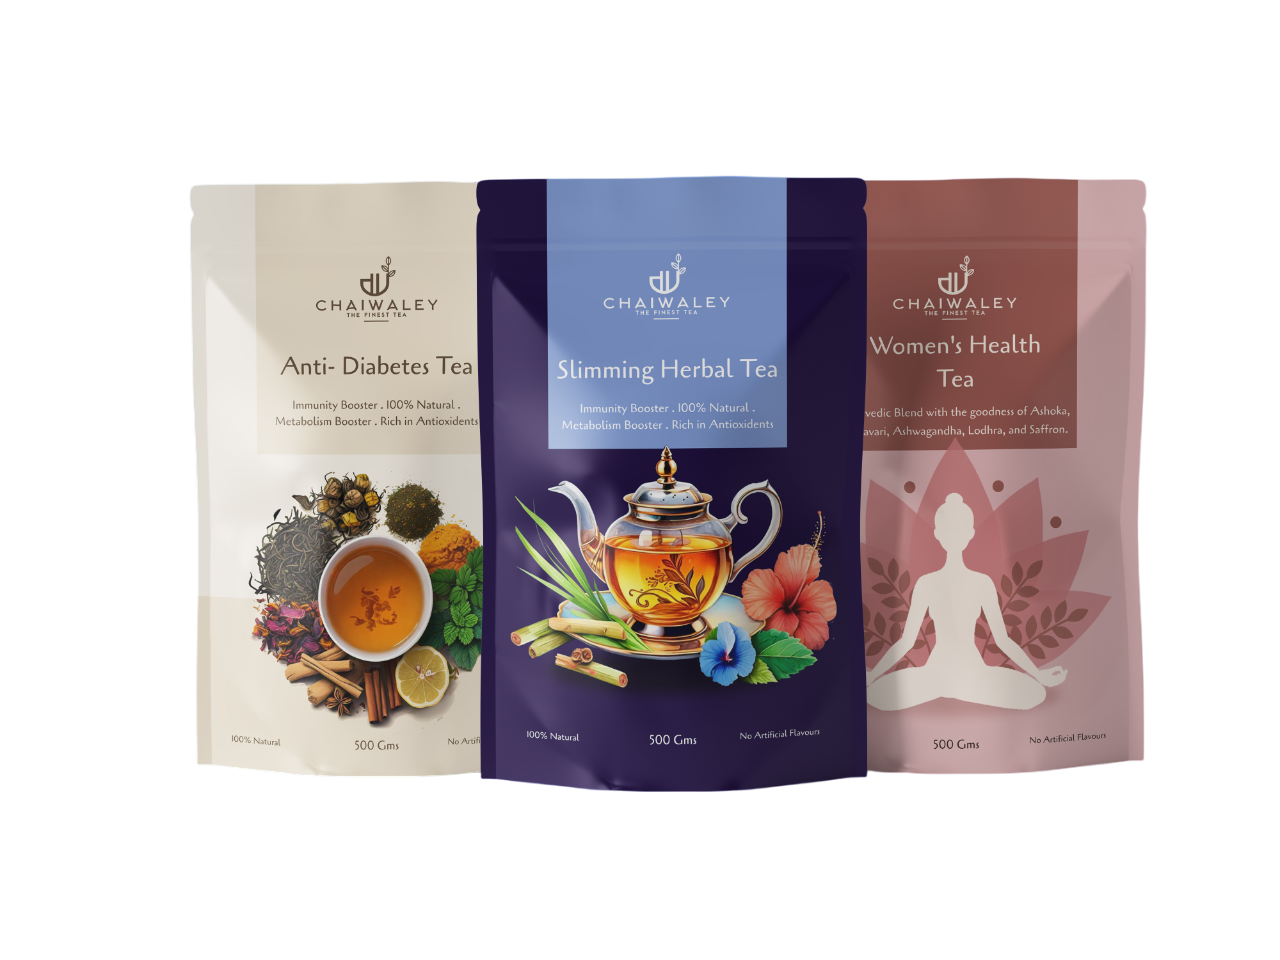 CHAIWALEY
THE FINEST TEA
Anti- Diabetes Tea
Immunity Booster . 100% Natural .
Metabolism Booster . Rich in Antioxidents
100% Natural
500 Gms
No
CHAIWALEY
THE FINEST TEA
Slimming Herbal Tea
Immunity Booster . 100% Natural .
Metabolism Booster . Rich in Antioxidents
100% Natural
500 Gms
No Artificial Flavours
CHAIWALEY
THE FINEST TEA
Women's Health
Tea
Blend with the goodness of Ashoka,
Ashwagandha, Lodhra, and Saffron.
500 Gms
No Artificial Flavours